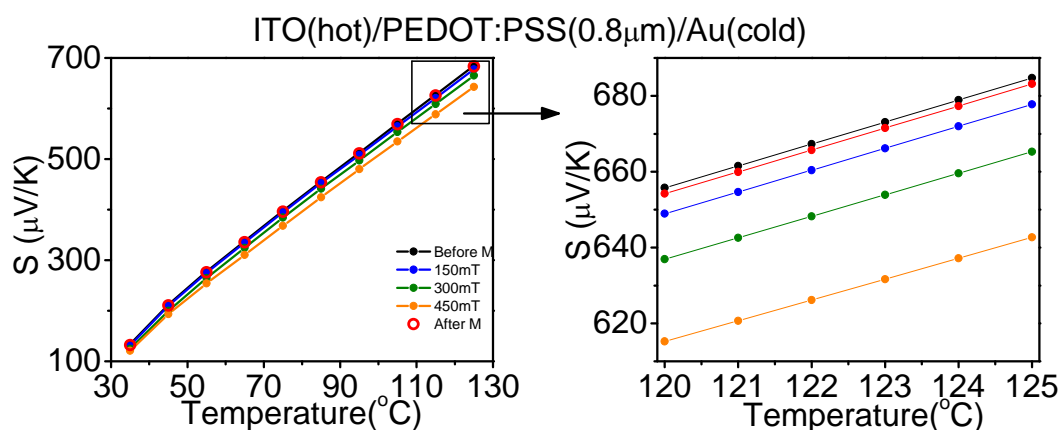 ITO(hot)/PEDOT:PSS(0.8μm)/Au(cold)
S (μV/K)
700
500
300
100
30 50 70 90 110 130
Temperature(°C)
Before M
150mT
300mT
450mT
After M
S (μV/K)
680
660
640
620
120 121 122 123 124 125
Temperature(°C)